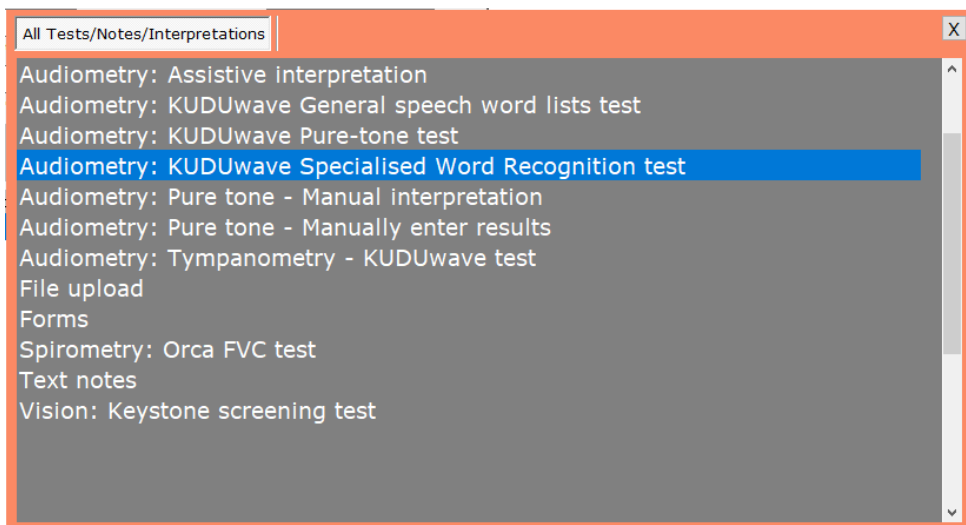 All Tests/Notes/Interpretations
X
Audiometry: Assistive interpretation
Audiometry: KUDUwave General speech word lists test
Audiometry: KUDUwave Pure-tone test
Audiometry: KUDUwave Specialised Word Recognition test
Audiometry: Pure tone - Manual interpretation
Audiometry: Pure tone - Manually enter results
Audiometry: Tympanometry - KUDUwave test
File upload
Forms
Spirometry: Orca FVC test
Text notes
Vision: Keystone screening test